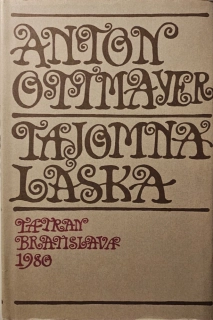 ANTON
OTTMAYER
TAJOMNÁ
LÁSKA
TATRAN
BRATISLAVA
1980